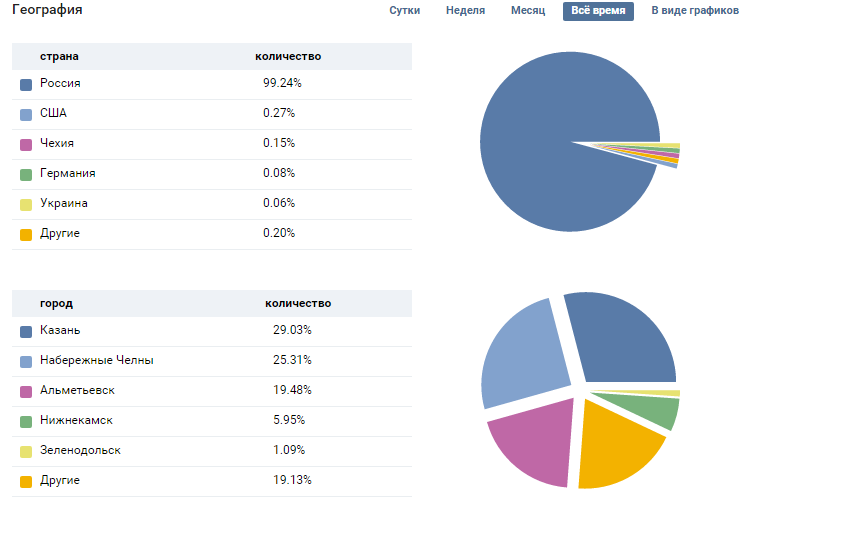 География Сутки Неделя Месяц Всё время В виде графиков
страна количество
Россия 99.24%
США 0.27%
Чехия 0.15%
Германия 0.08%
Украина 0.06%
Другие 0.20%
город количество
Казань 29.03%
Набережные Челны 25.31%
Альметьевск 19.48%
Нижнекамск 5.95%
Зеленодольск 1.09%
Другие 19.13%